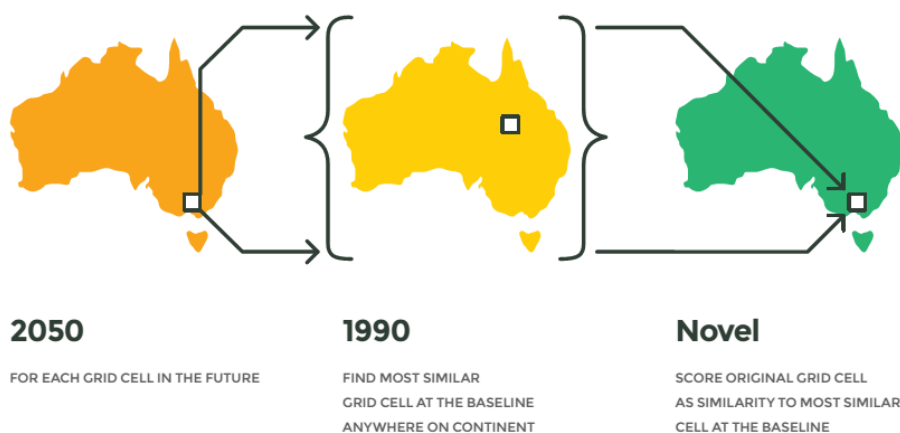 2050
FOR EACH GRID CELL IN THE FUTURE
1990
FIND MOST SIMILAR
GRID CELL AT THE BASELINE
ANYWHERE ON CONTINENT
Novel
SCORE ORIGINAL GRID CELL
AS SIMILARITY TO MOST SIMILAR
CELL AT THE BASELINE